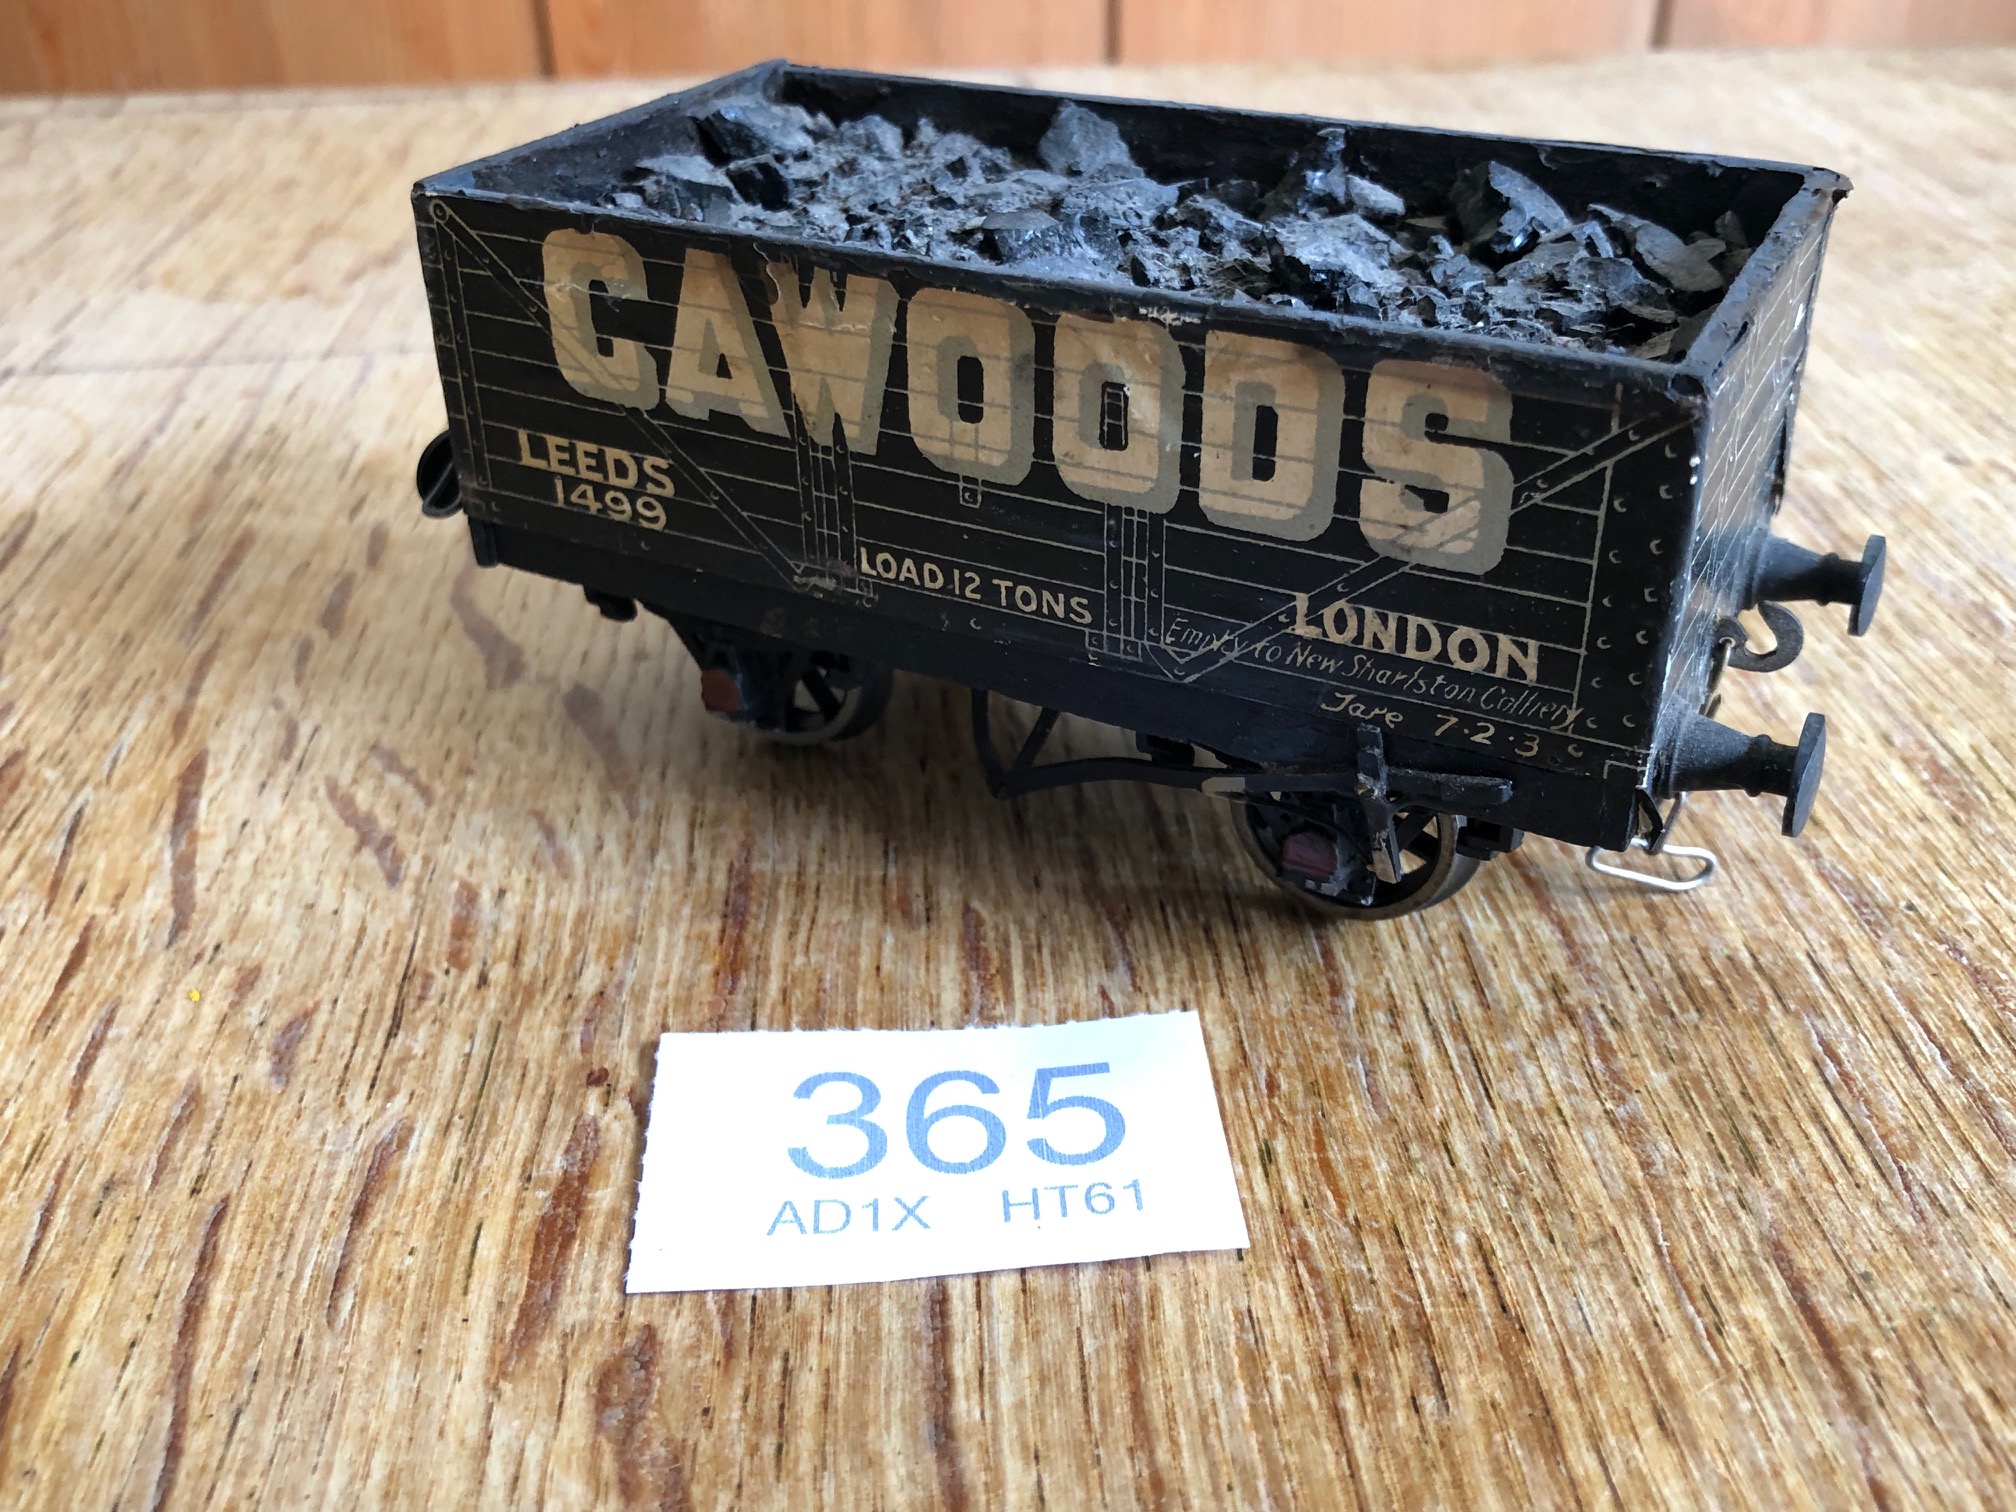 CAWOODS
LEEDS
1499
LOAD 12 TONS
LONDON
Empty to New Sharlston Colliery
Tare 7.2.3
365
AD1X HT61